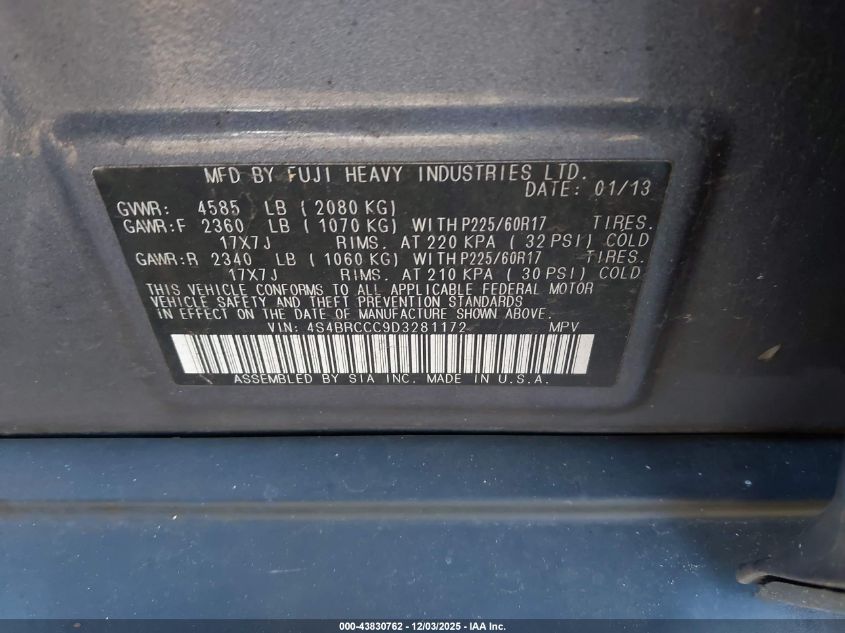 MFD BY FUJI HEAVY INDUSTRIES LTD.
DATE: 01/13
GVWR: 4585 LB ( 2080 KG)
GAWR:F 2360 LB ( 1070 KG) WITH P225/60R17 TIRES.
17X7J RIMS. AT 220 KPA ( 32 PSI) COLD
GAWR:R 2340 LB ( 1060 KG) WITH P225/60R17 TIRES.
17X7J RIMS. AT 210 KPA ( 30 PSI) COLD
THIS VEHICLE CONFORMS TO ALL APPLICABLE FEDERAL MOTOR
VEHICLE SAFETY AND THEFT PREVENTION STANDARDS
IN EFFECT ON THE DATE OF MANUFACTURE SHOWN ABOVE.
VIN: 4S4BRCCC9D3281172 MPV
ASSEMBLED BY SIA INC. MADE IN U.S.A.
000-43830762 - 12/03/2025 - IAA Inc.